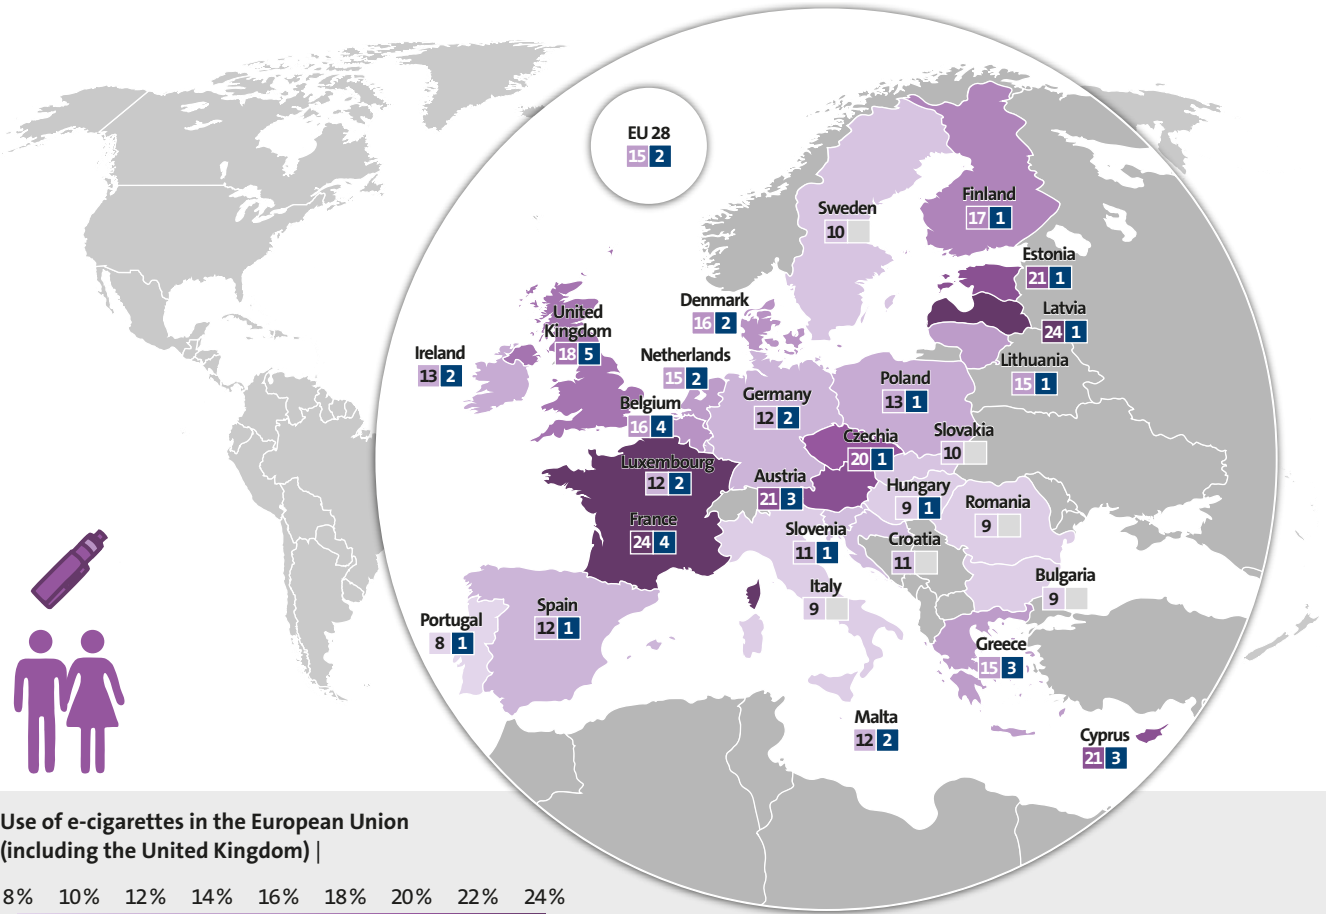 EU 28
15 2
Sweden
10
Finland
17 1
Estonia
21 1
Latvia
24 1
Lithuania
15 1
Denmark
16 2
United
Kingdom
18 5
Ireland
13 2
Netherlands
15 2
Belgium
16 4
Germany
12 2
Poland
13 1
Czechia
20 1
Slovakia
10
Luxembourg
12 2
Austria
21 3
Hungary
9 1
Romania
9
France
24 4
Slovenia
11 1
Croatia
11
Italy
9
Bulgaria
9
Portugal
8 1
Spain
12 1
Greece
15 3
Malta
12 2
Cyprus
21 3
Use of e-cigarettes in the European Union
(including the United Kingdom) |
8% 10% 12% 14% 16% 18% 20% 22% 24%